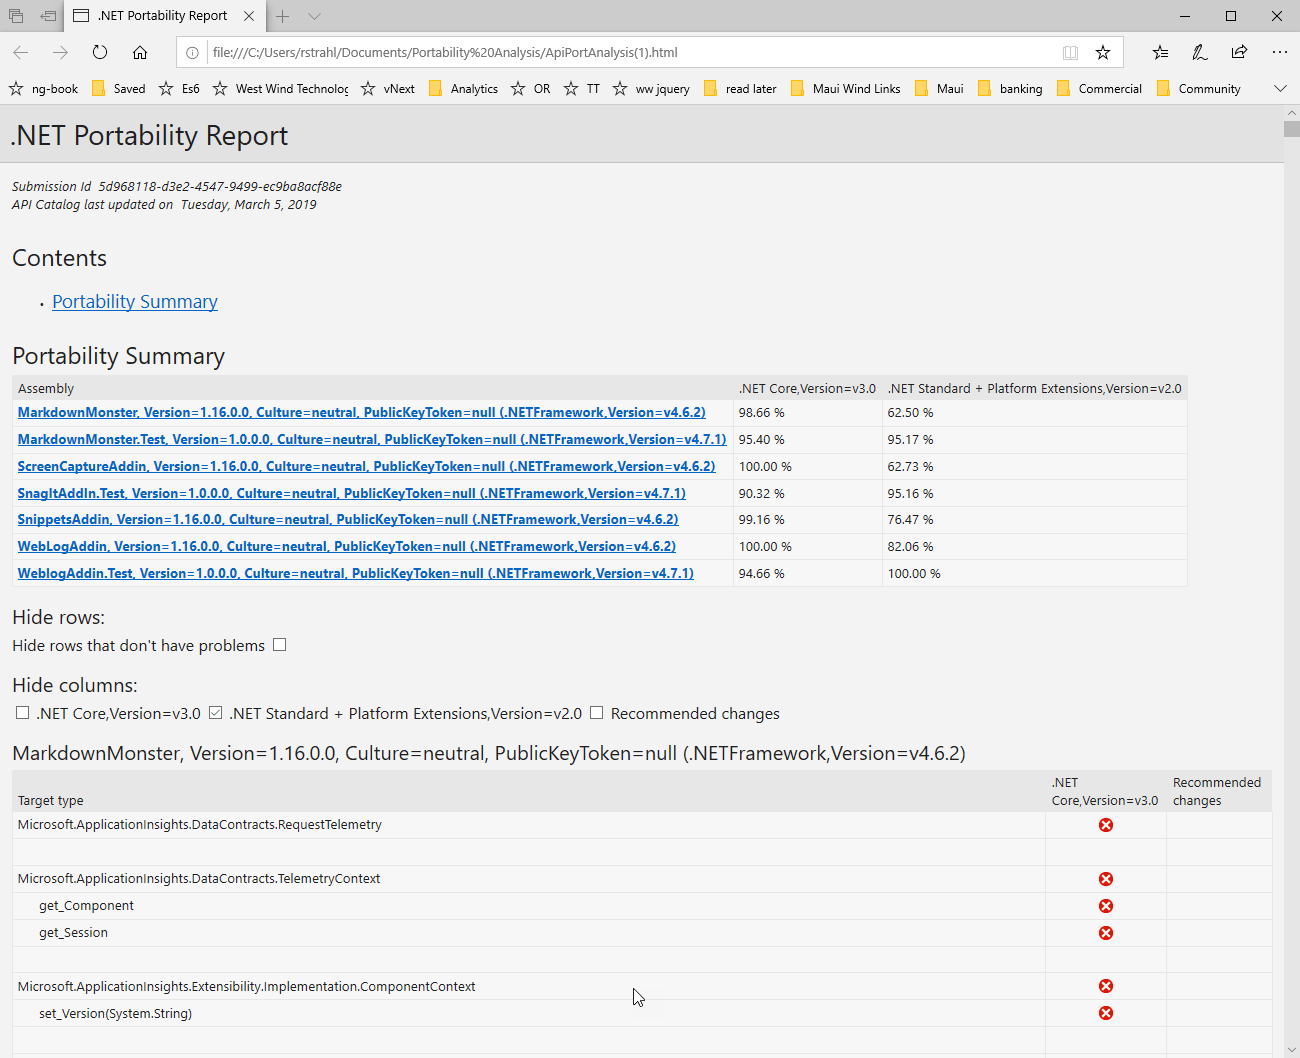 .NET Portability Report
file:///C:/Users/rstrahl/Documents/Portability%20Analysis/ApiPortAnalysis(1).html
ng-book Saved Es6 West Wind Technolog vNext Analytics OR TT ww jquery read later Maui Wind Links Maui banking Commercial Community
.NET Portability Report
Submission Id 5d968118-d3e2-4547-9499-ec9ba8acf88e
API Catalog last updated on Tuesday, March 5, 2019
Contents
• Portability Summary
Portability Summary
Assembly .NET Core,Version=v3.0 .NET Standard + Platform Extensions,Version=v2.0
MarkdownMonster, Version=1.16.0.0, Culture=neutral, PublicKeyToken=null (.NETFramework,Version=v4.6.2) 98.66 % 62.50 %
MarkdownMonster.Test, Version=1.0.0.0, Culture=neutral, PublicKeyToken=null (.NETFramework,Version=v4.7.1) 95.40 % 95.17 %
ScreenCaptureAddin, Version=1.16.0.0, Culture=neutral, PublicKeyToken=null (.NETFramework,Version=v4.6.2) 100.00 % 62.73 %
SnagItAddIn.Test, Version=1.0.0.0, Culture=neutral, PublicKeyToken=null (.NETFramework,Version=v4.7.1) 90.32 % 95.16 %
SnippetsAddin, Version=1.16.0.0, Culture=neutral, PublicKeyToken=null (.NETFramework,Version=v4.6.2) 99.16 % 76.47 %
WebLogAddin, Version=1.16.0.0, Culture=neutral, PublicKeyToken=null (.NETFramework,Version=v4.6.2) 100.00 % 82.06 %
WeblogAddin.Test, Version=1.0.0.0, Culture=neutral, PublicKeyToken=null (.NETFramework,Version=v4.7.1) 94.66 % 100.00 %
Hide rows:
Hide rows that don't have problems
Hide columns:
.NET Core,Version=v3.0 .NET Standard + Platform Extensions,Version=v2.0 Recommended changes
MarkdownMonster, Version=1.16.0.0, Culture=neutral, PublicKeyToken=null (.NETFramework,Version=v4.6.2)
Target type .NET Core,Version=v3.0 Recommended changes
Microsoft.ApplicationInsights.DataContracts.RequestTelemetry
Microsoft.ApplicationInsights.DataContracts.TelemetryContext
get_Component
get_Session
Microsoft.ApplicationInsights.Extensibility.Implementation.ComponentContext
set_Version(System.String)